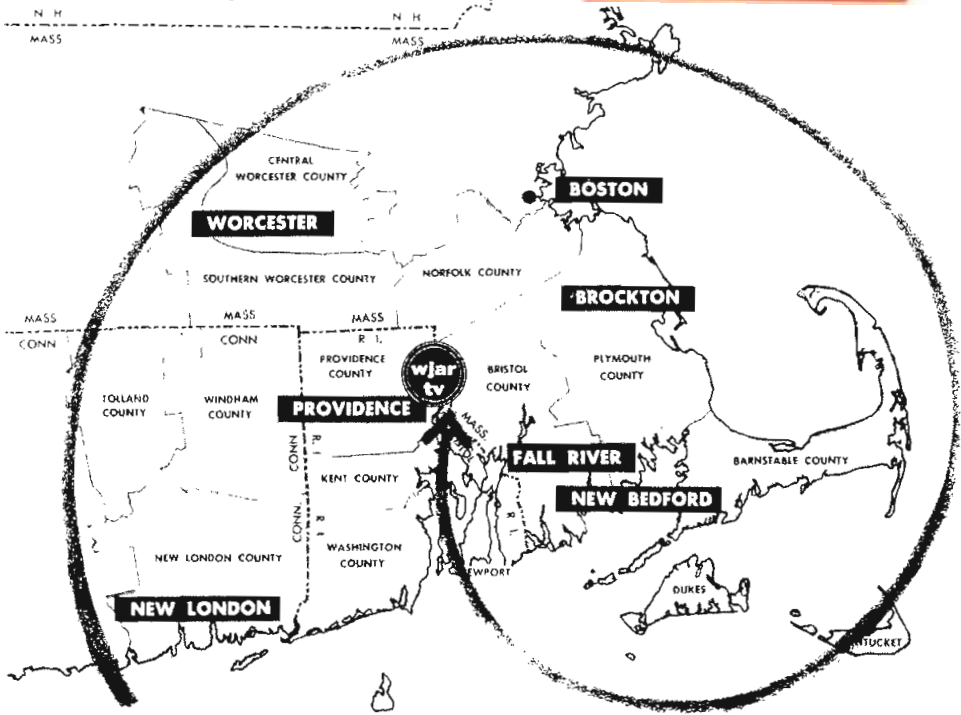 N H
N H
MASS
MASS
CENTRAL
WORCESTER COUNTY
BOSTON
WORCESTER
SOUTHERN WORCESTER COUNTY
NORFOLK COUNTY
BROCKTON
MASS
MASS
MASS
CONN
CONN
R I.
PROVIDENCE
COUNTY
wjar
tv
BRISTOL
COUNTY
PLYMOUTH
COUNTY
TOLLAND
COUNTY
WINDHAM
COUNTY
PROVIDENCE
MASS.
CONN
R. I.
FALL RIVER
BARNSTABLE COUNTY
KENT COUNTY
NEW BEDFORD
CONN
R I.
R I.
WASHINGTON
COUNTY
NEW LONDON COUNTY
EWPORT
DUKES
NEW LONDON
NTUCKET